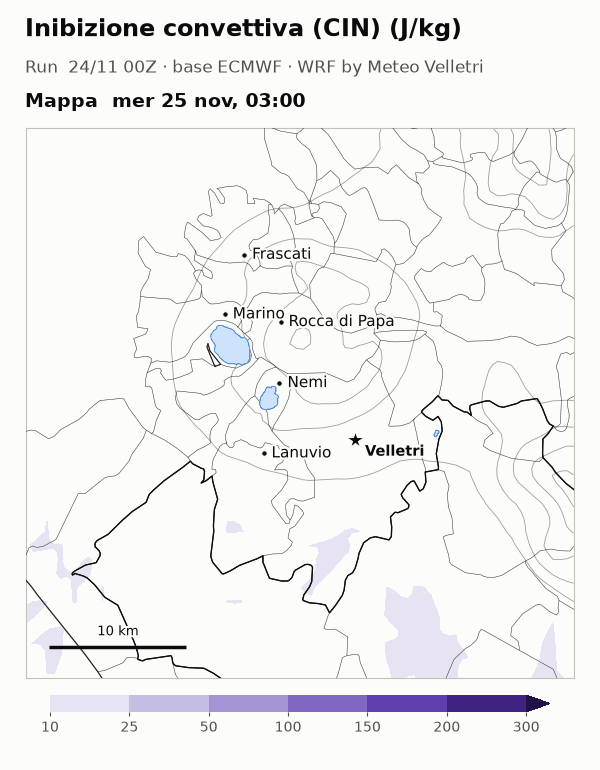 Inibizione convettiva (CIN) (J/kg)
Run  24/11 00Z · base ECMWF · WRF by Meteo Velletri
Mappa  mer 25 nov, 03:00
Frascati
Marino
Rocca di Papa
Nemi
Velletri
Lanuvio
10 km
10 25 50 100 150 200 300